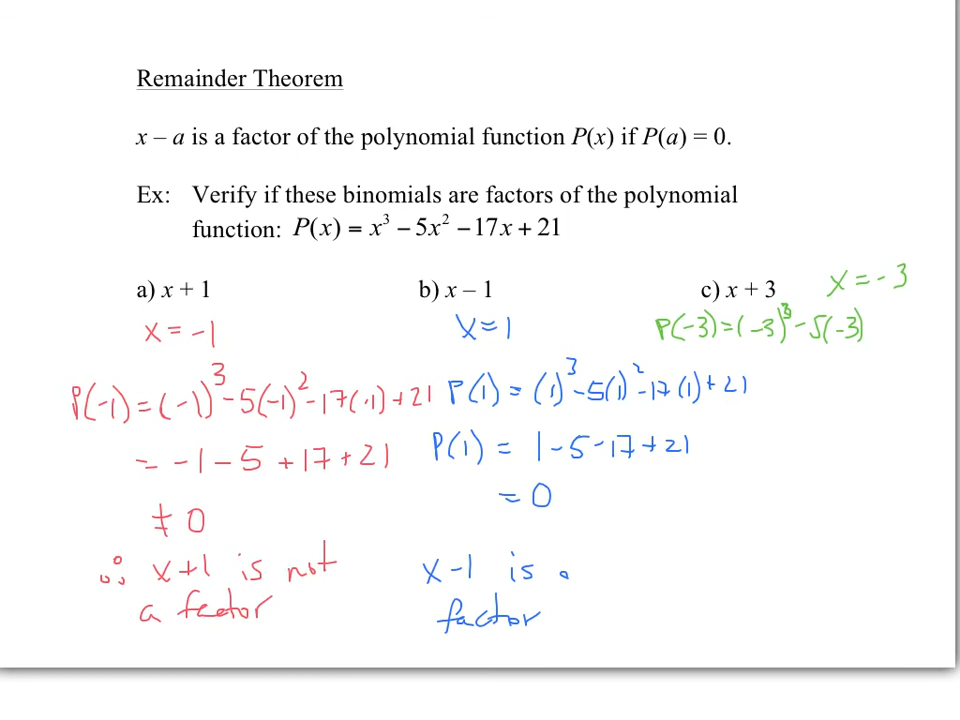 Remainder Theorem
x – a is a factor of the polynomial function P(x) if P(a) = 0.
Ex: Verify if these binomials are factors of the polynomial
function: P(x) = x³ − 5x² − 17x + 21
a) x + 1
x = -1
P(-1) = (-1)³ - 5(-1)² - 17(-1) + 21
= -1 - 5 + 17 + 21
≠ 0
∴ x+1 is not
a factor
b) x – 1
x = 1
P(1) = (1)³ - 5(1)² - 17(1) + 21
P(1) = 1 - 5 - 17 + 21
= 0
x - 1 is a
factor
c) x + 3 x = -3
P(-3) = (-3)³ - 5(-3)